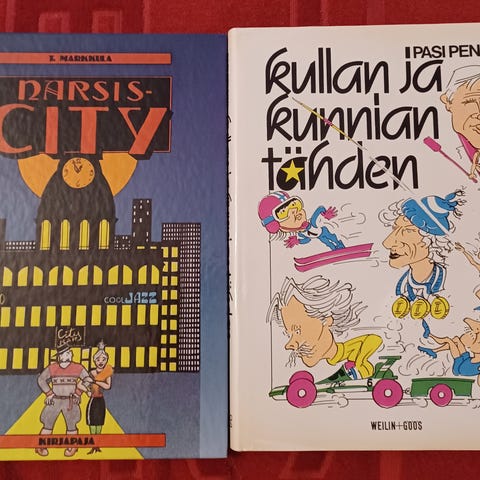 T. MARKKULA
NARSIS-
CITY
COOL JAZZ
City
KIRJAPAJA
PASI PEN
kullan ja
kunnian
tähden
WEILIN+GÖÖS